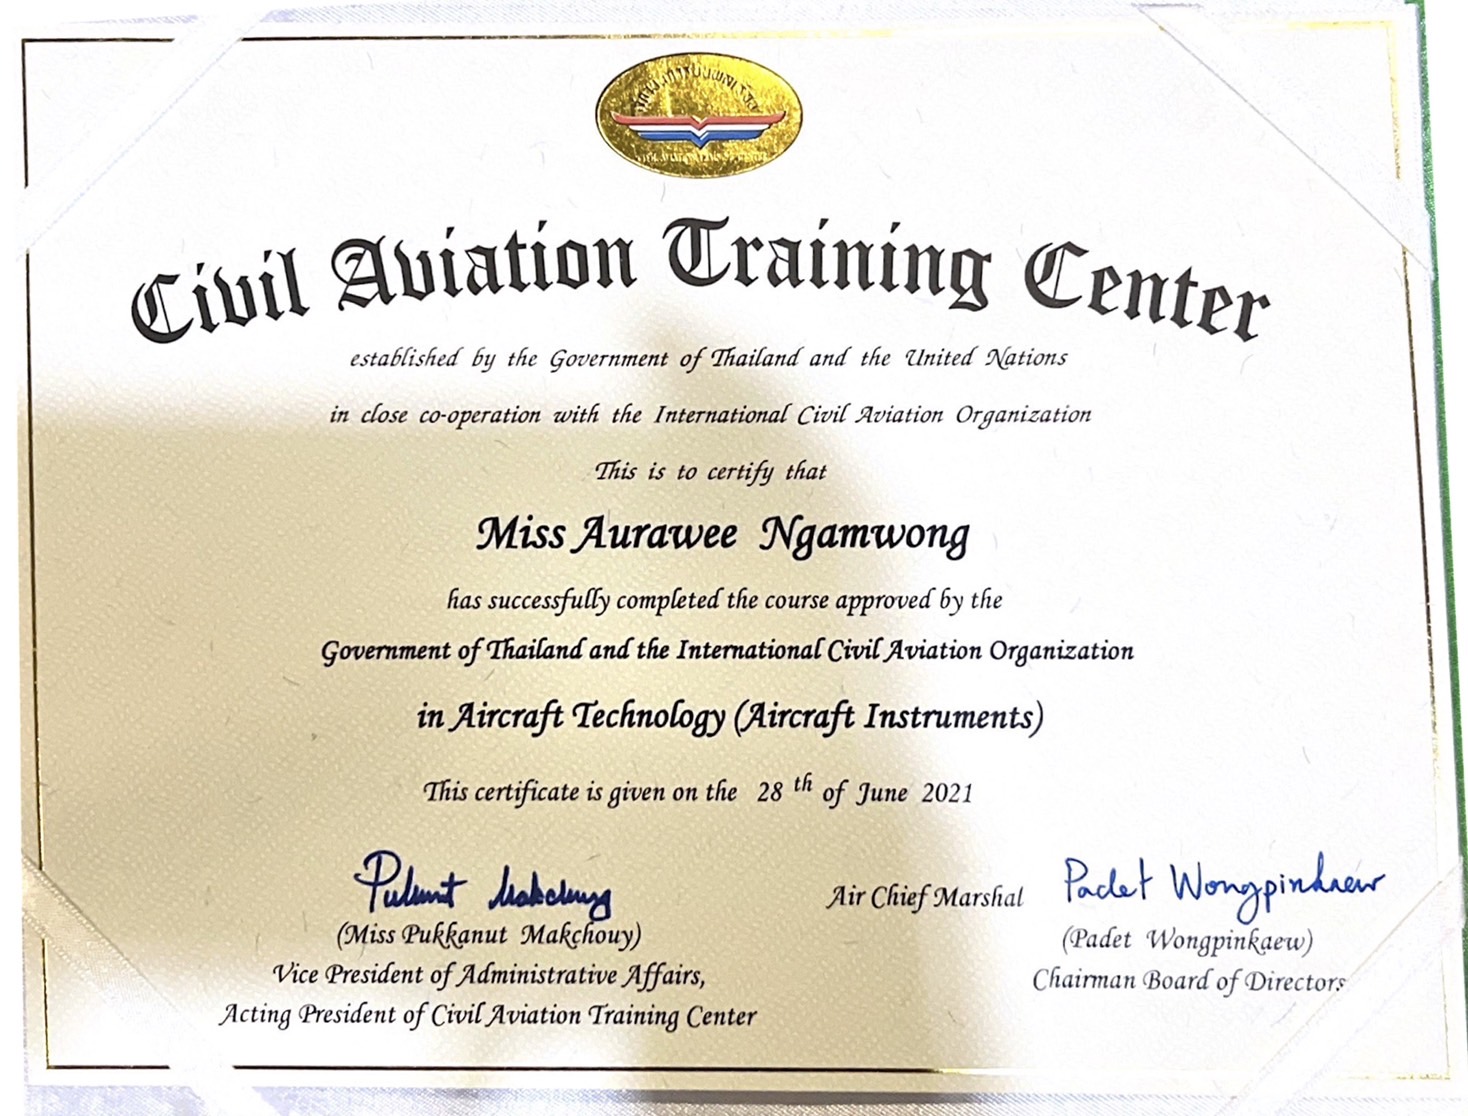 Civil Aviation Training Center
established by the Government of Thailand and the United Nations
in close co-operation with the International Civil Aviation Organization
This is to certify that
Miss Aurawee Ngamwong
has successfully completed the course approved by the
Government of Thailand and the International Civil Aviation Organization
in Aircraft Technology (Aircraft Instruments)
This certificate is given on the 28 th of June 2021
Air Chief Marshal Padet Wongpinkaew
(Miss Pukkanut Makchouy)
(Padet Wongpinkaew)
Vice President of Administrative Affairs,
Chairman Board of Directors
Acting President of Civil Aviation Training Center